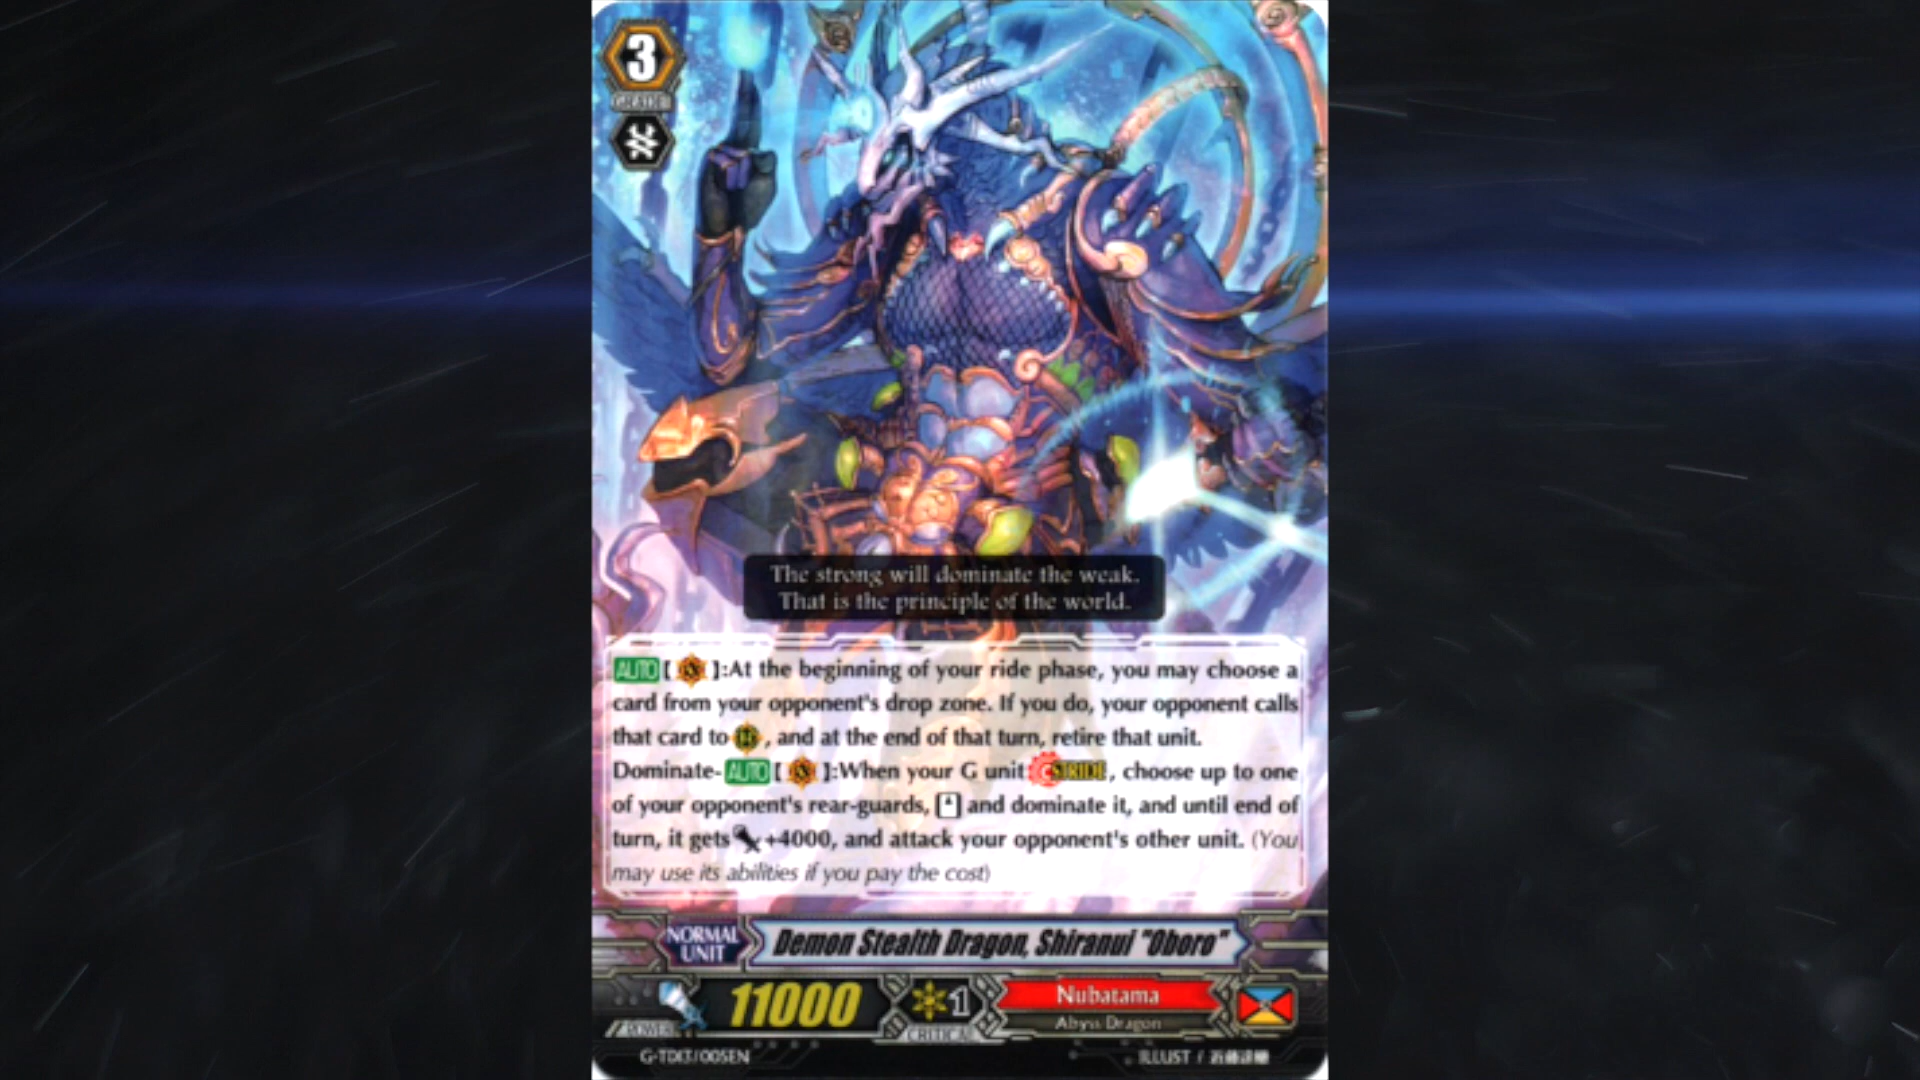 3
GRADE
The strong will dominate the weak.
That is the principle of the world.
AUTO [ ]:At the beginning of your ride phase, you may choose a
card from your opponent's drop zone. If you do, your opponent calls
that card to , and at the end of that turn, retire that unit.
Dominate-AUTO [ ]:When your G unit STRIDE, choose up to one
of your opponent's rear-guards, [ ] and dominate it, and until end of
turn, it gets +4000, and attack your opponent's other unit. (You
may use its abilities if you pay the cost)
NORMAL
UNIT
Demon Stealth Dragon, Shiranui "Oboro"
POWER
11000
1
CRITICAL
Nubatama
Abyss Dragon
G-TD13/005EN
ILLUST /